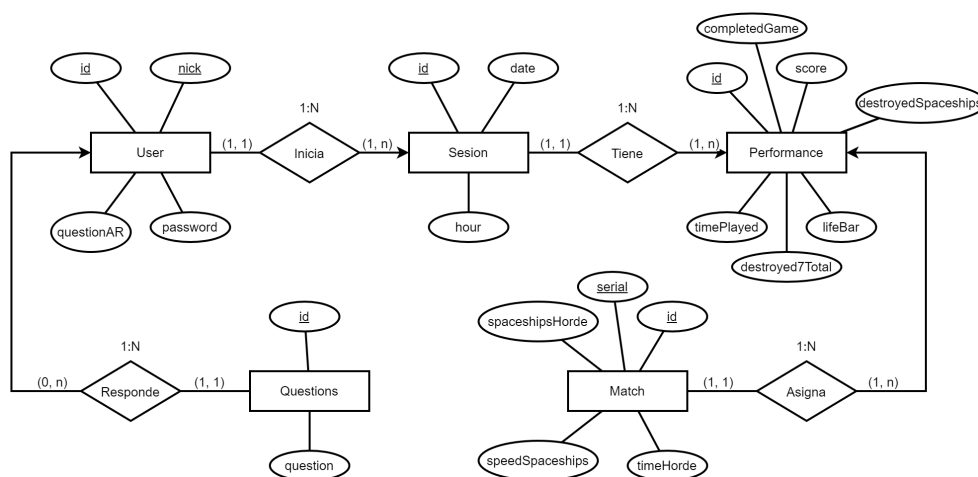 completedGame
id
nick
id
date
id
score
destroyedSpaceships
1:N
1:N
User
(1, 1)
Inicia
(1, n)
Sesion
(1, 1)
Tiene
(1, n)
Performance
questionAR
password
hour
timePlayed
lifeBar
destroyed7Total
serial
id
spaceshipsHorde
id
1:N
1:N
(0, n)
Responde
(1, 1)
Questions
Match
(1, 1)
Asigna
(1, n)
question
speedSpaceships
timeHorde